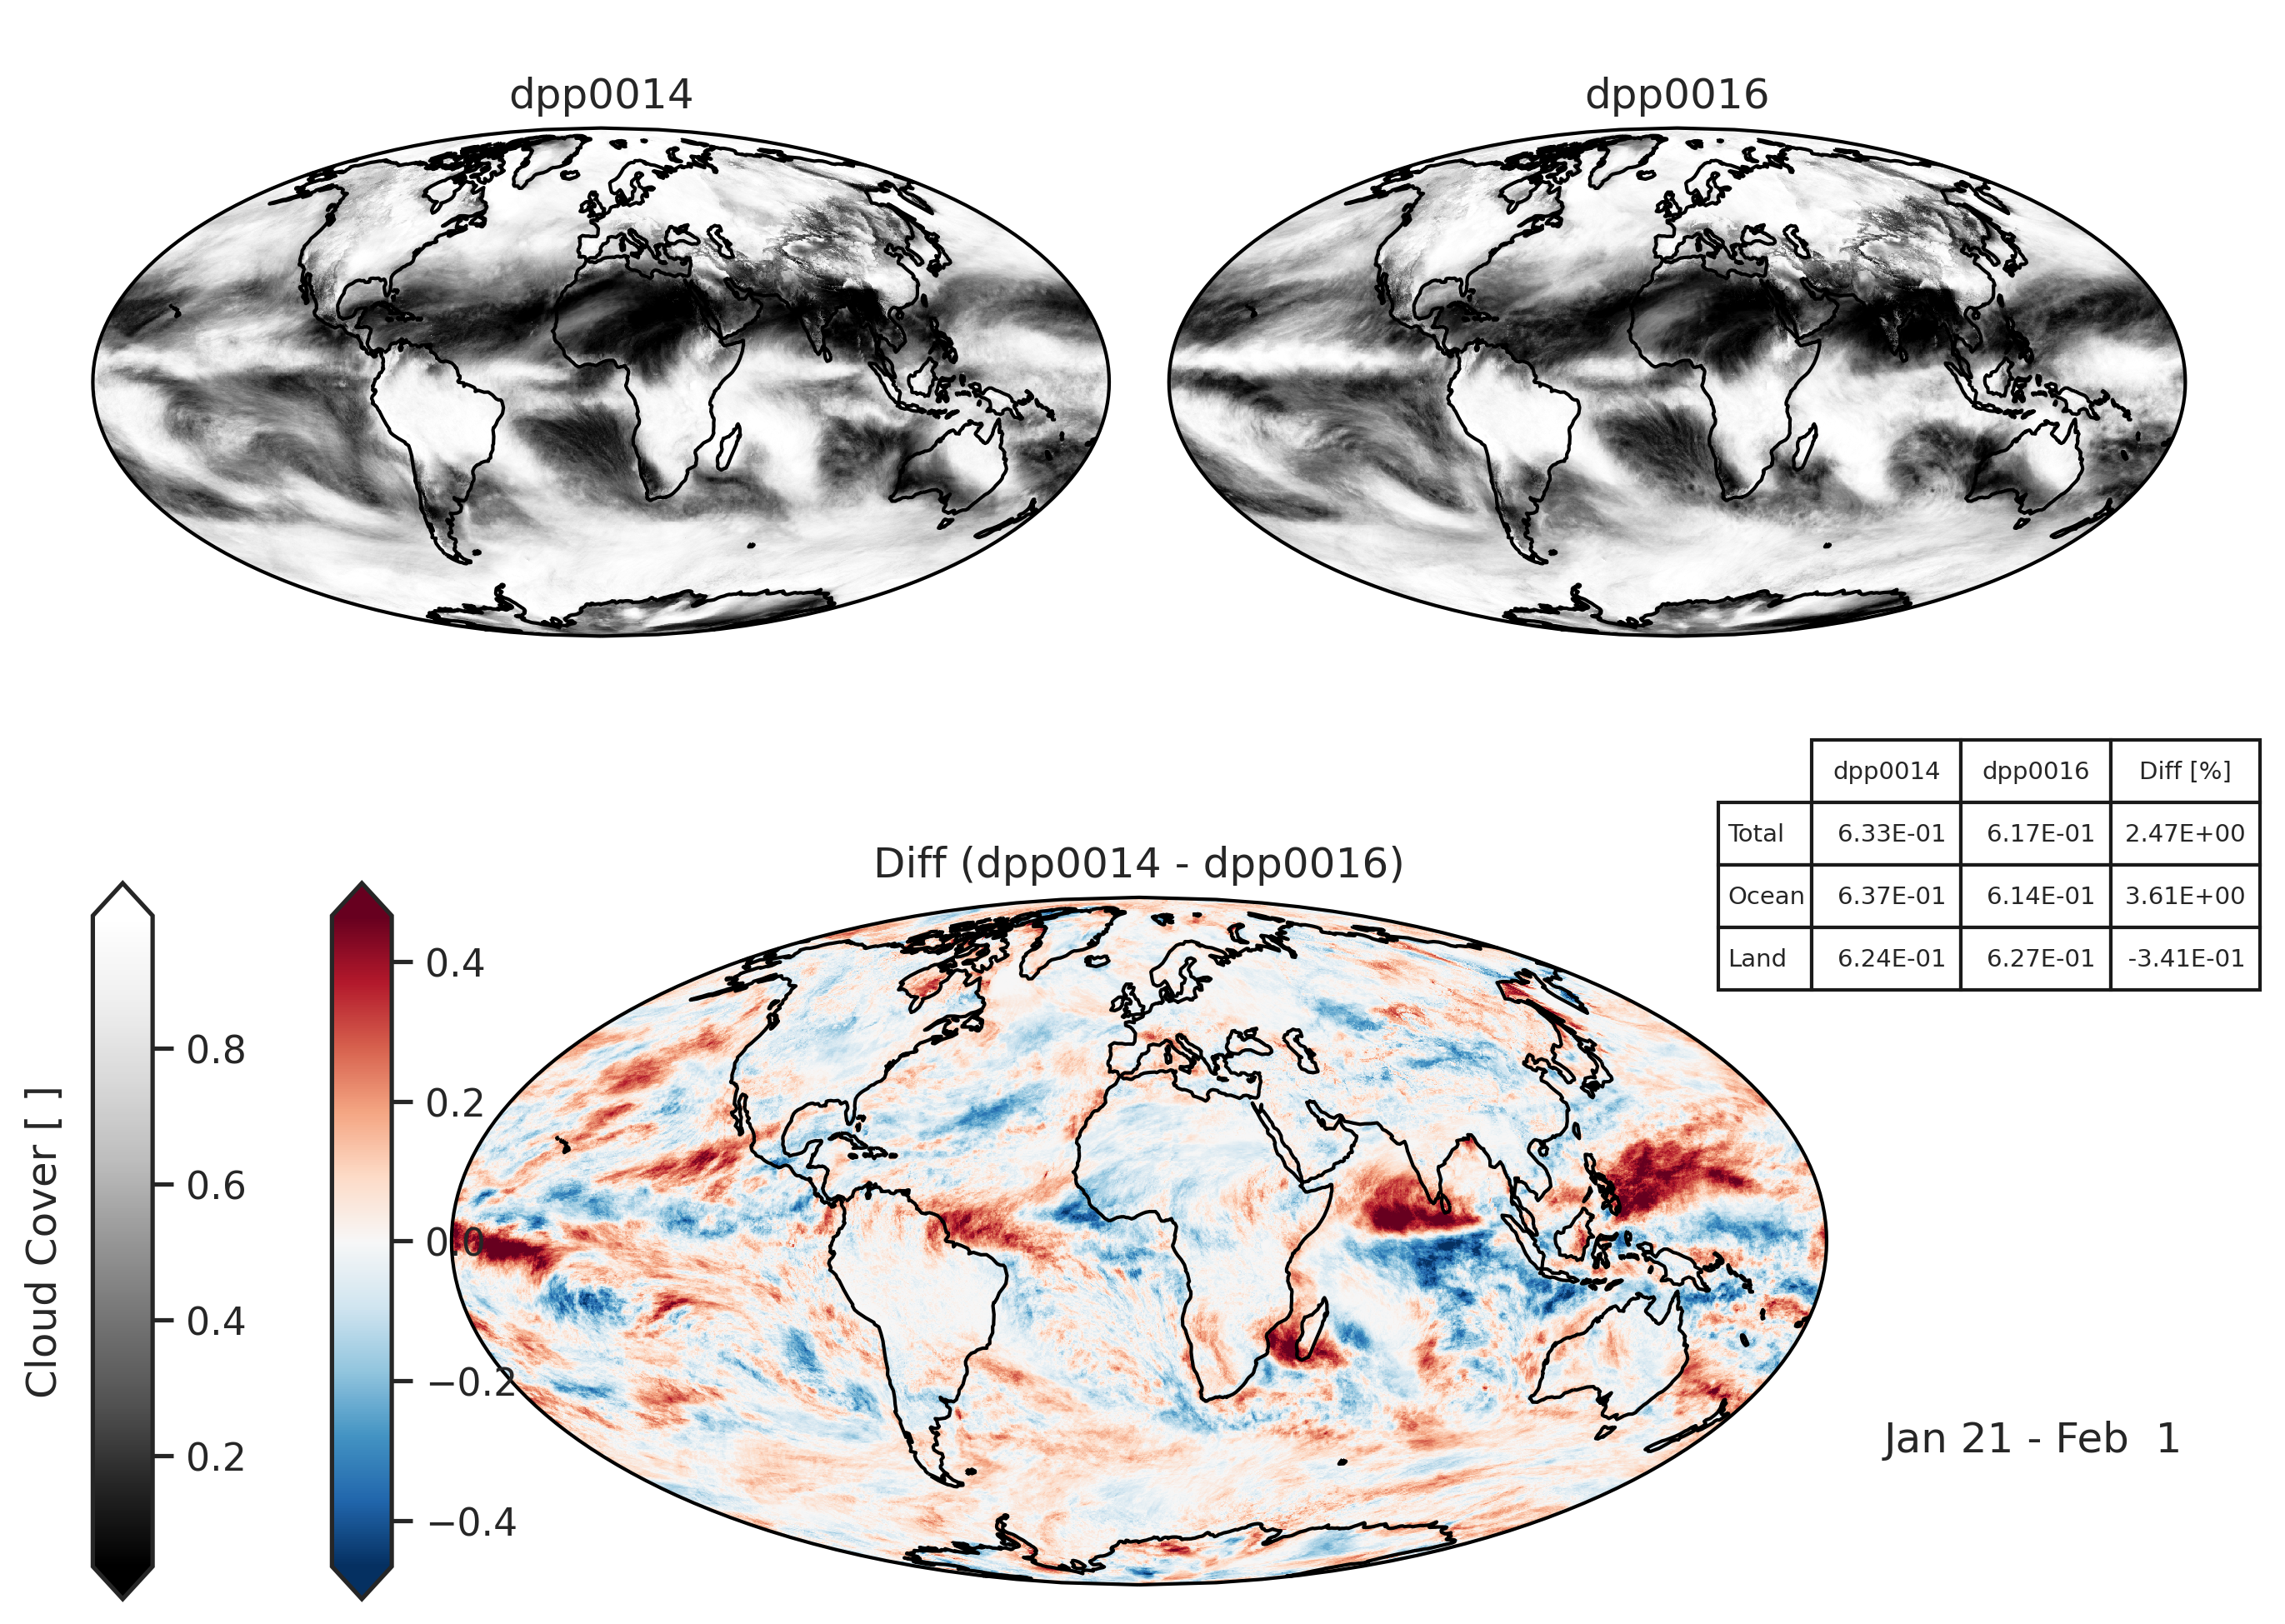 dpp0014
dpp0016
dpp0014 dpp0016 Diff [%]
Total 6.33E-01 6.17E-01 2.47E+00
Ocean 6.37E-01 6.14E-01 3.61E+00
Land 6.24E-01 6.27E-01 -3.41E-01
Diff (dpp0014 - dpp0016)
Cloud Cover [ ]
0.8
0.6
0.4
0.2
0.4
0.2
0.0
−0.2
−0.4
Jan 21 - Feb  1